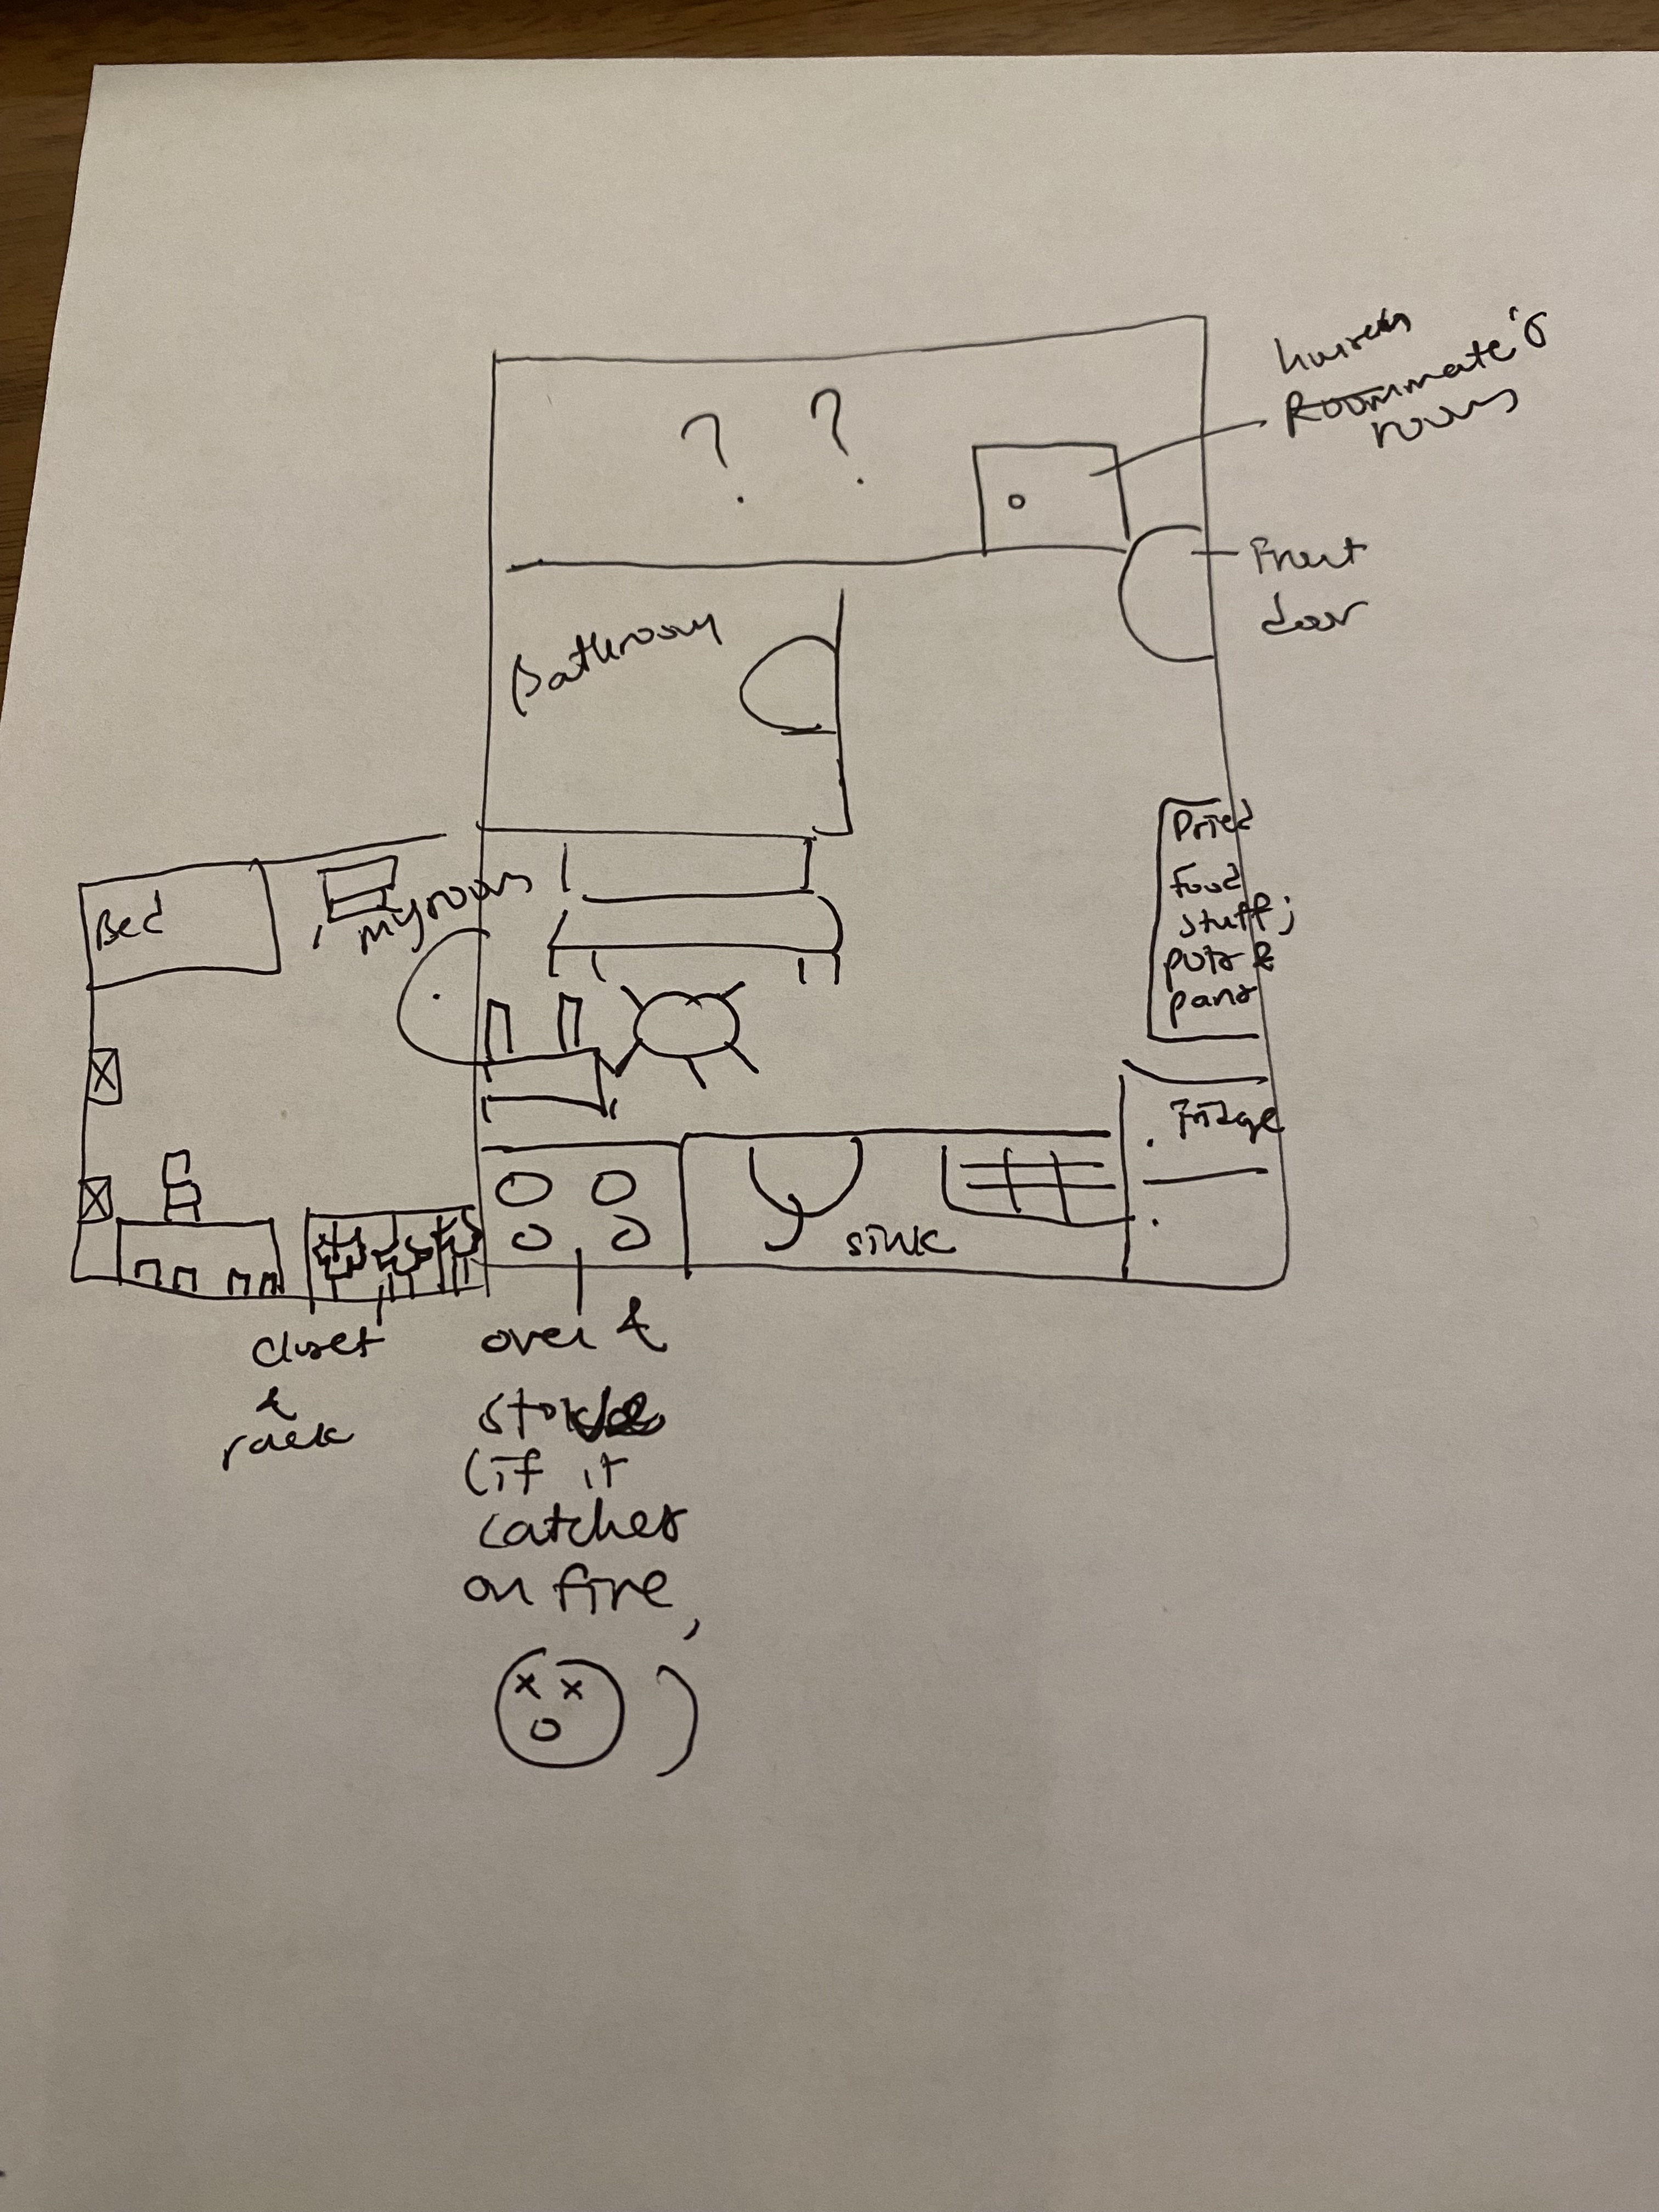 ? ?
Roommate's
room
Front
door
Bathroom
Dried
food
stuff;
pots &
pans
Bed
my room
Fridge
sink
closet
&
rack
oven &
stove
(if it
catches
on fire,
)